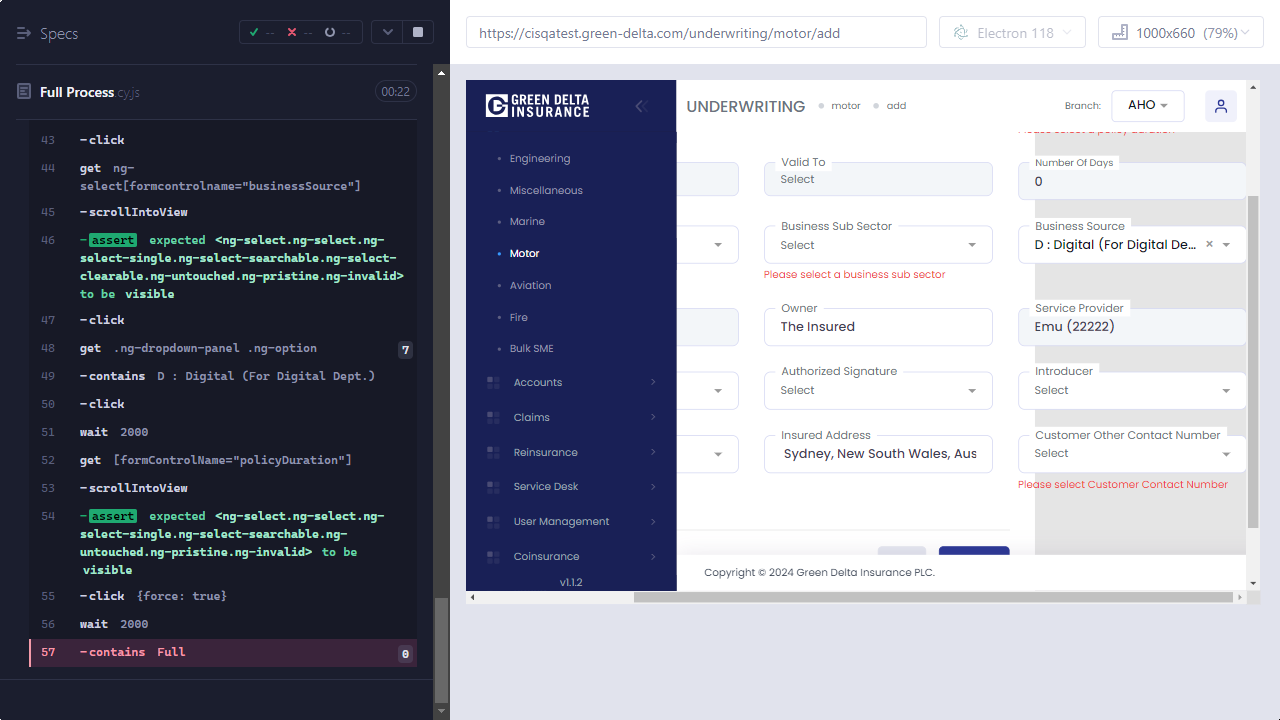 Specs
-- -- --
https://cisqatest.green-delta.com/underwriting/motor/add
Electron 118
1000x660 (79%)
Full Process.cy.js
00:22
43 -click
44 get ng-
select[formcontrolname="businessSource"]
45 -scrollIntoView
46 -assert expected <ng-select.ng-select.ng-
select-single.ng-select-searchable.ng-select-
clearable.ng-untouched.ng-pristine.ng-invalid>
to be visible
47 -click
48 get .ng-dropdown-panel .ng-option 7
49 -contains D : Digital (For Digital Dept.)
50 -click
51 wait 2000
52 get [formControlName="policyDuration"]
53 -scrollIntoView
54 -assert expected <ng-select.ng-select.ng-
select-single.ng-select-searchable.ng-
untouched.ng-pristine.ng-invalid> to be
visible
55 -click {force: true}
56 wait 2000
57 -contains Full 0
GREEN DELTA
INSURANCE
UNDERWRITING motor add
Branch: AHO
Engineering
Miscellaneous
Marine
Motor
Aviation
Fire
Bulk SME
Accounts
Claims
Reinsurance
Service Desk
User Management
Coinsurance
v1.1.2
Please select a policy duration
Valid To
Select
Number Of Days
0
Business Sub Sector
Select
Please select a business sub sector
Business Source
D : Digital (For Digital De... ×
Owner
The Insured
Service Provider
Emu (22222)
Authorized Signature
Select
Introducer
Select
Insured Address
Sydney, New South Wales, Aus
Customer Other Contact Number
Select
Please select Customer Contact Number
Copyright © 2024 Green Delta Insurance PLC.